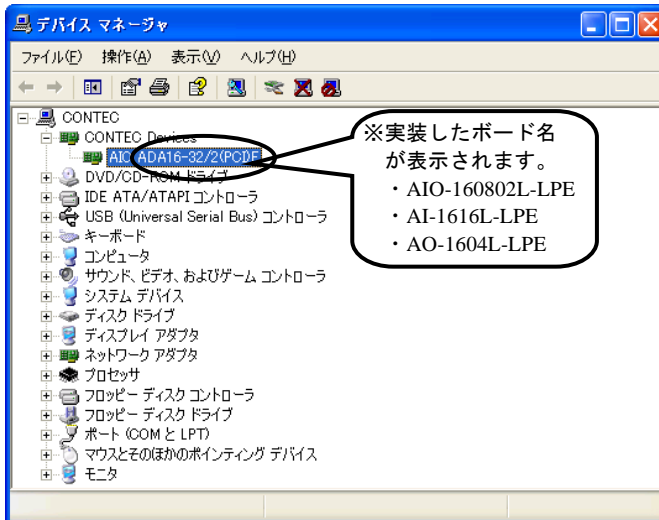 デバイス マネージャ
ファイル(F) 操作(A) 表示(V) ヘルプ(H)
CONTEC
CONTEC Devices
ADA16-32/2(PCI)F
※実装したボード名
が表示されます。
・AIO-160802L-LPE
・AI-1616L-LPE
・AO-1604L-LPE
DVD/CD-ROM ドライブ
IDE ATA/ATAPI コントローラ
USB (Universal Serial Bus) コントローラ
キーボード
コンピュータ
サウンド、ビデオ、およびゲーム コントローラ
システム デバイス
ディスク ドライブ
ディスプレイ アダプタ
ネットワーク アダプタ
プロセッサ
フロッピー ディスク コントローラ
フロッピー ディスク ドライブ
ポート (COM と LPT)
マウスとそのほかのポインティング デバイス
モニタ